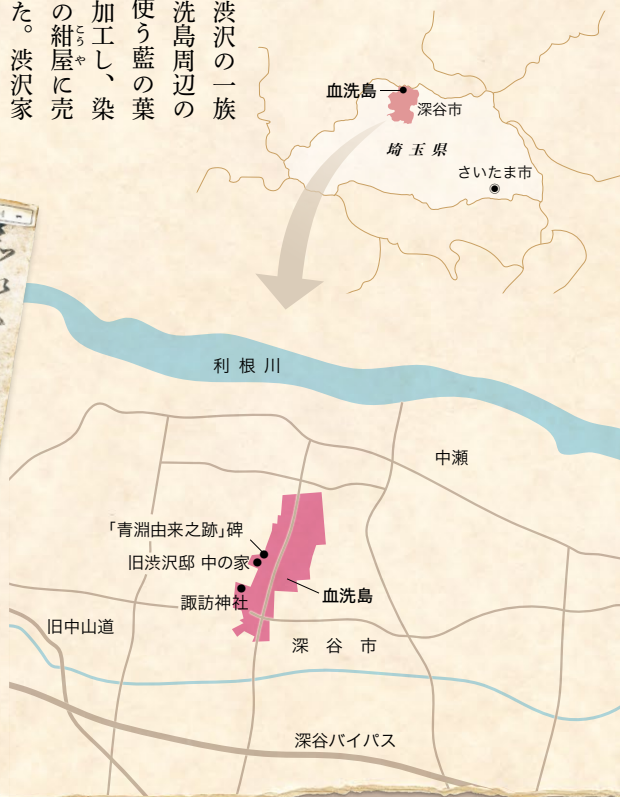 渋沢の一族
洗島周辺の
使う藍の葉
加工し、染
の紺屋に売
こうや
た。渋沢家
血洗島
深谷市
埼玉県
さいたま市
利根川
中瀬
「青淵由来之跡」碑
旧渋沢邸 中の家
血洗島
諏訪神社
旧中山道
深谷市
深谷バイパス